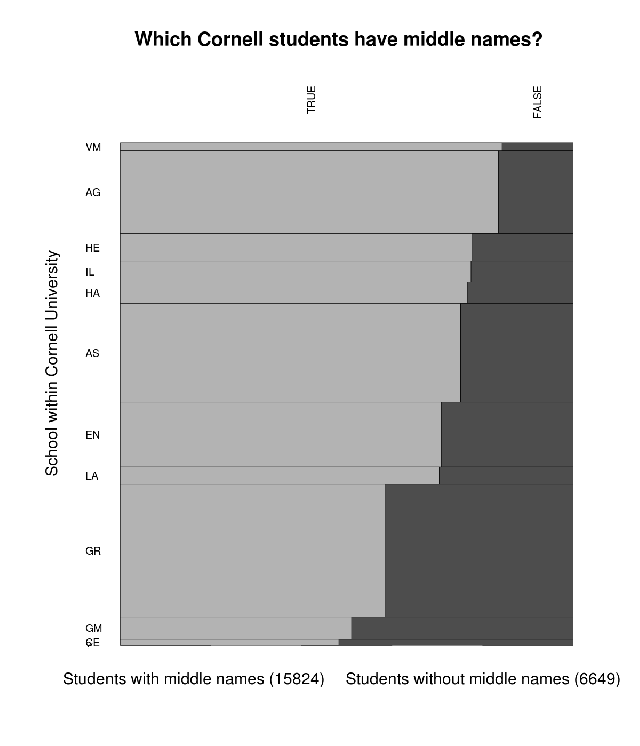 Which Cornell students have middle names?
TRUE
FALSE
VM
AG
HE
IL
HA
AS
EN
LA
GR
GM
CE
School within Cornell University
Students with middle names (15824)
Students without middle names (6649)